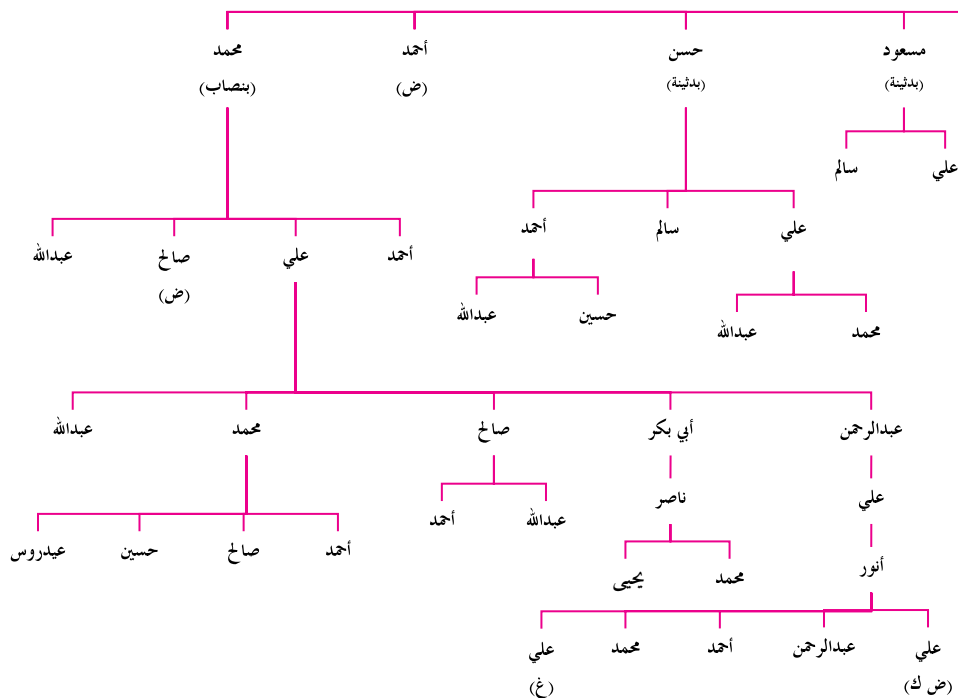 مسعود حسن أحمد محمد
(بدثينة) (بدثينة) (ض) (بنصاب)
علي سالم
علي سالم أحمد
أحمد علي صالح عبدالله
(ض)
محمد عبدالله حسين عبدالله
عبدالرحمن أبي بكر صالح محمد عبدالله
علي ناصر عبدالله أحمد
أحمد صالح حسين عيدروس
أنور محمد يحيى
علي عبدالرحمن أحمد محمد علي
(ض ك) (غ)